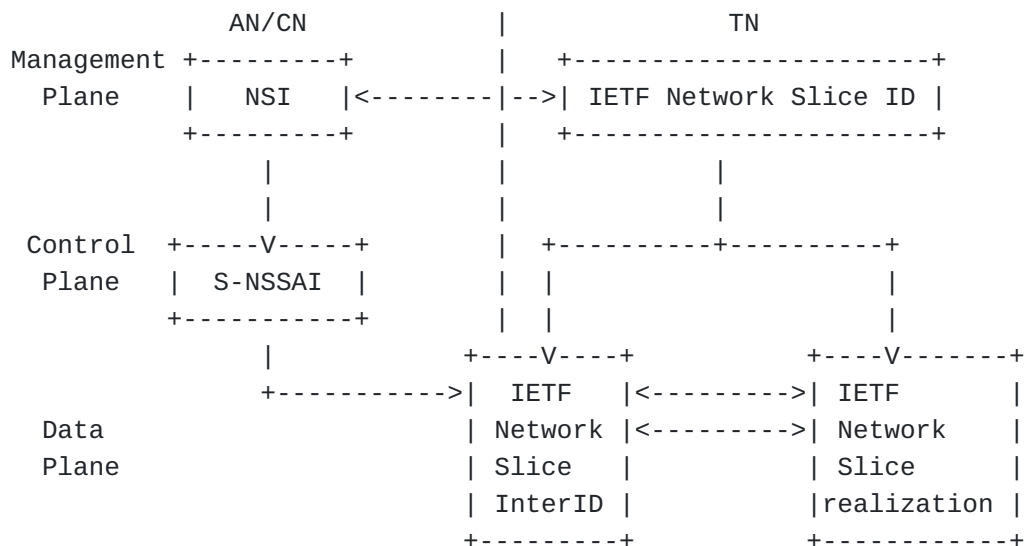 AN/CN | TN
Management +---------+ | +-----------------------+
Plane | NSI |<--------|-->| IETF Network Slice ID |
+---------+ | +-----------------------+
| | |
| | |
Control +-----V-----+ | +----------+----------+
Plane | S-NSSAI | | | |
+-----------+ | | |
| +----V----+ +----V-------+
+----------->| IETF |<--------->| IETF |
Data | Network |<--------->| Network |
Plane | Slice | | Slice |
| InterID | |realization |
+---------+ +------------+